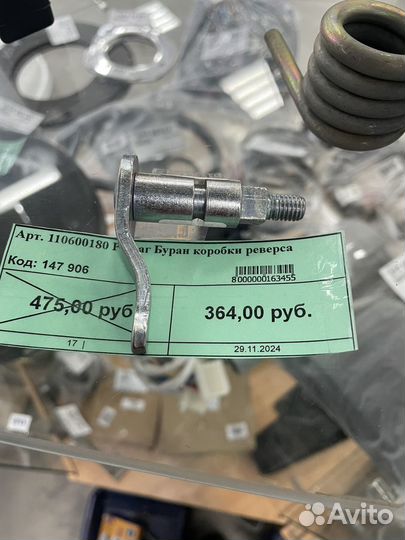 Арт. 110600180 Р аг Буран коробки реверса
Код: 147 906
8000000163455
475,00 руб.
364,00 руб.
17
29.11.2024
Avito